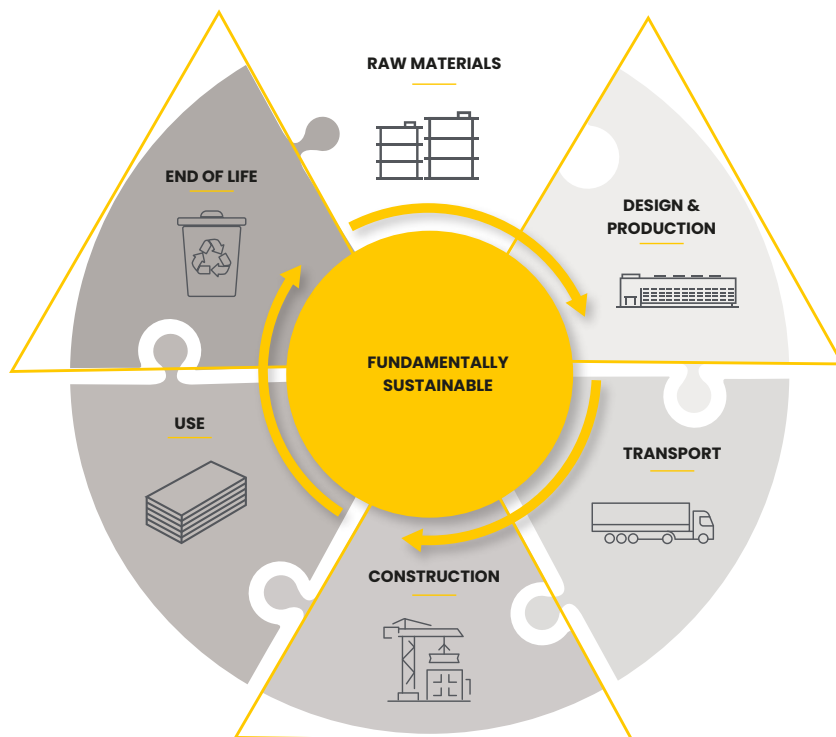 RAW MATERIALS
END OF LIFE
DESIGN &
PRODUCTION
FUNDAMENTALLY
SUSTAINABLE
USE
TRANSPORT
CONSTRUCTION